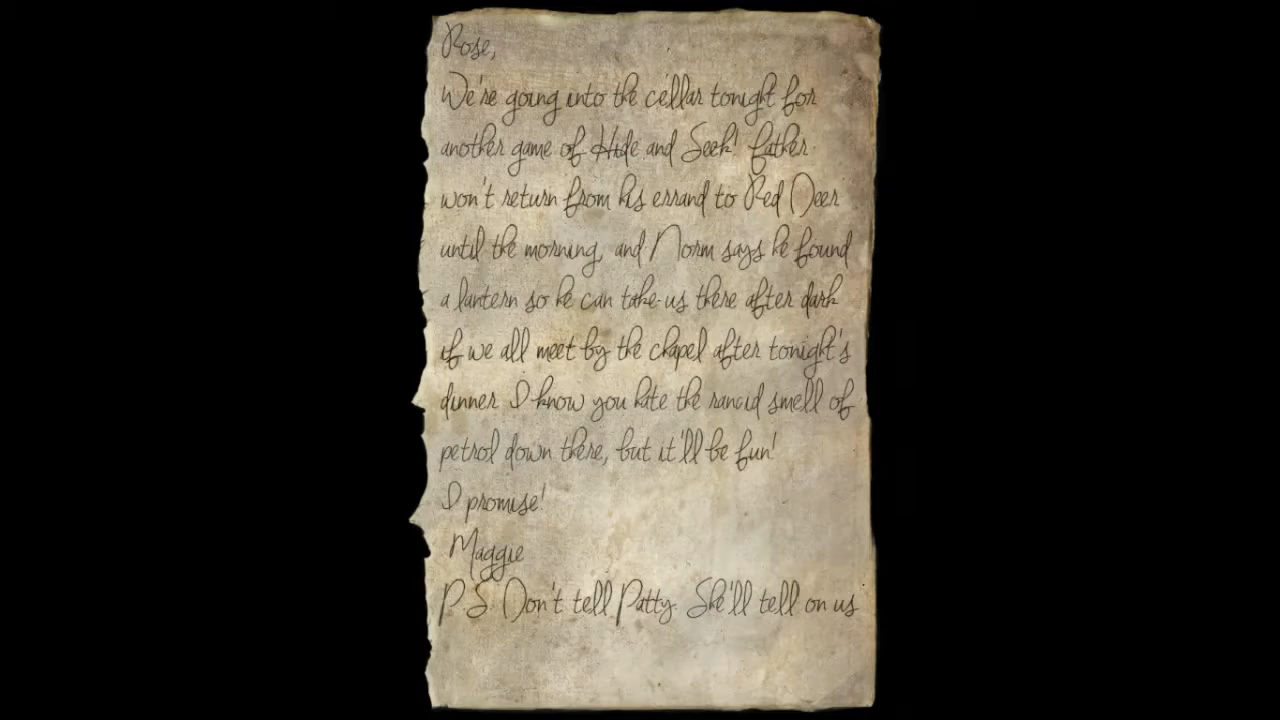 Rose,
We're going into the cellar tonight for
another game of Hide and Seek! Father
won't return from his errand to Red Deer
until the morning, and Norm says he found
a lantern so he can take us there after dark
if we all meet by the chapel after tonight's
dinner. I know you hate the rancid smell of
petrol down there, but it'll be fun!
I promise!
Maggie
P.S. Don't tell Patty. She'll tell on us